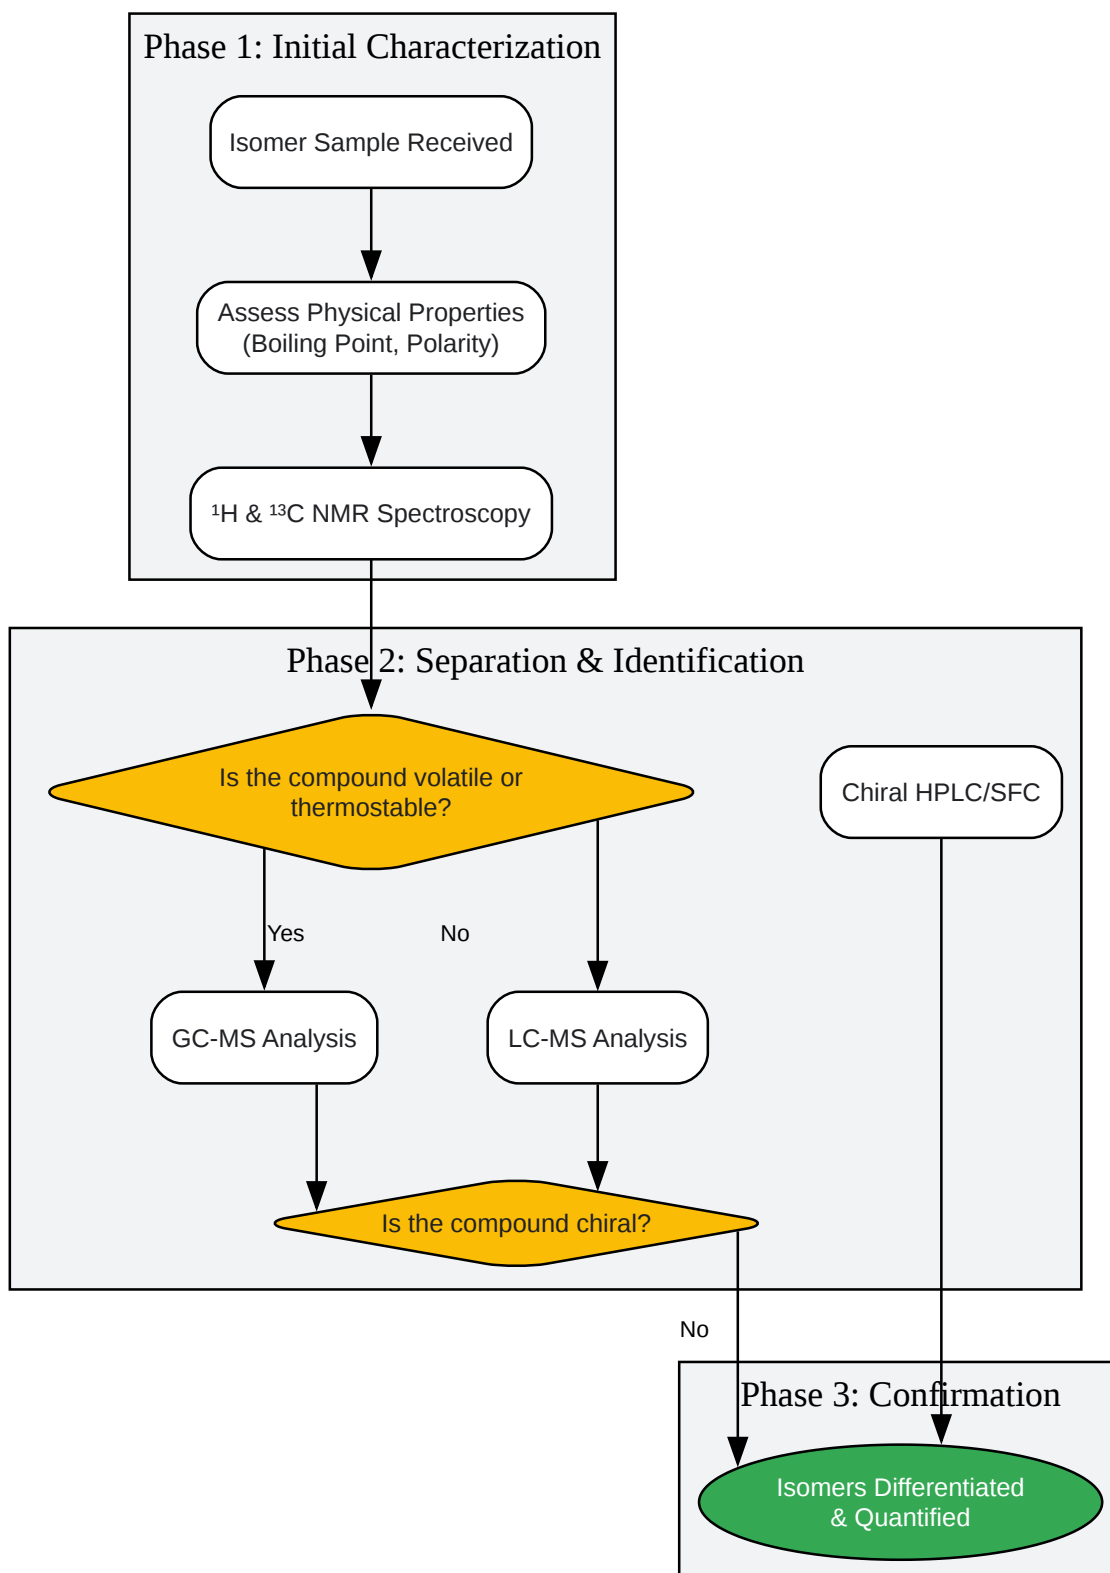 Phase 1: Initial Characterization
Isomer Sample Received
Assess Physical Properties
(Boiling Point, Polarity)
¹H & ¹³C NMR Spectroscopy
Phase 2: Separation & Identification
Is the compound volatile or
thermostable?
Chiral HPLC/SFC
Yes
No
GC-MS Analysis
LC-MS Analysis
Is the compound chiral?
No
Phase 3: Confirmation
Isomers Differentiated
& Quantified